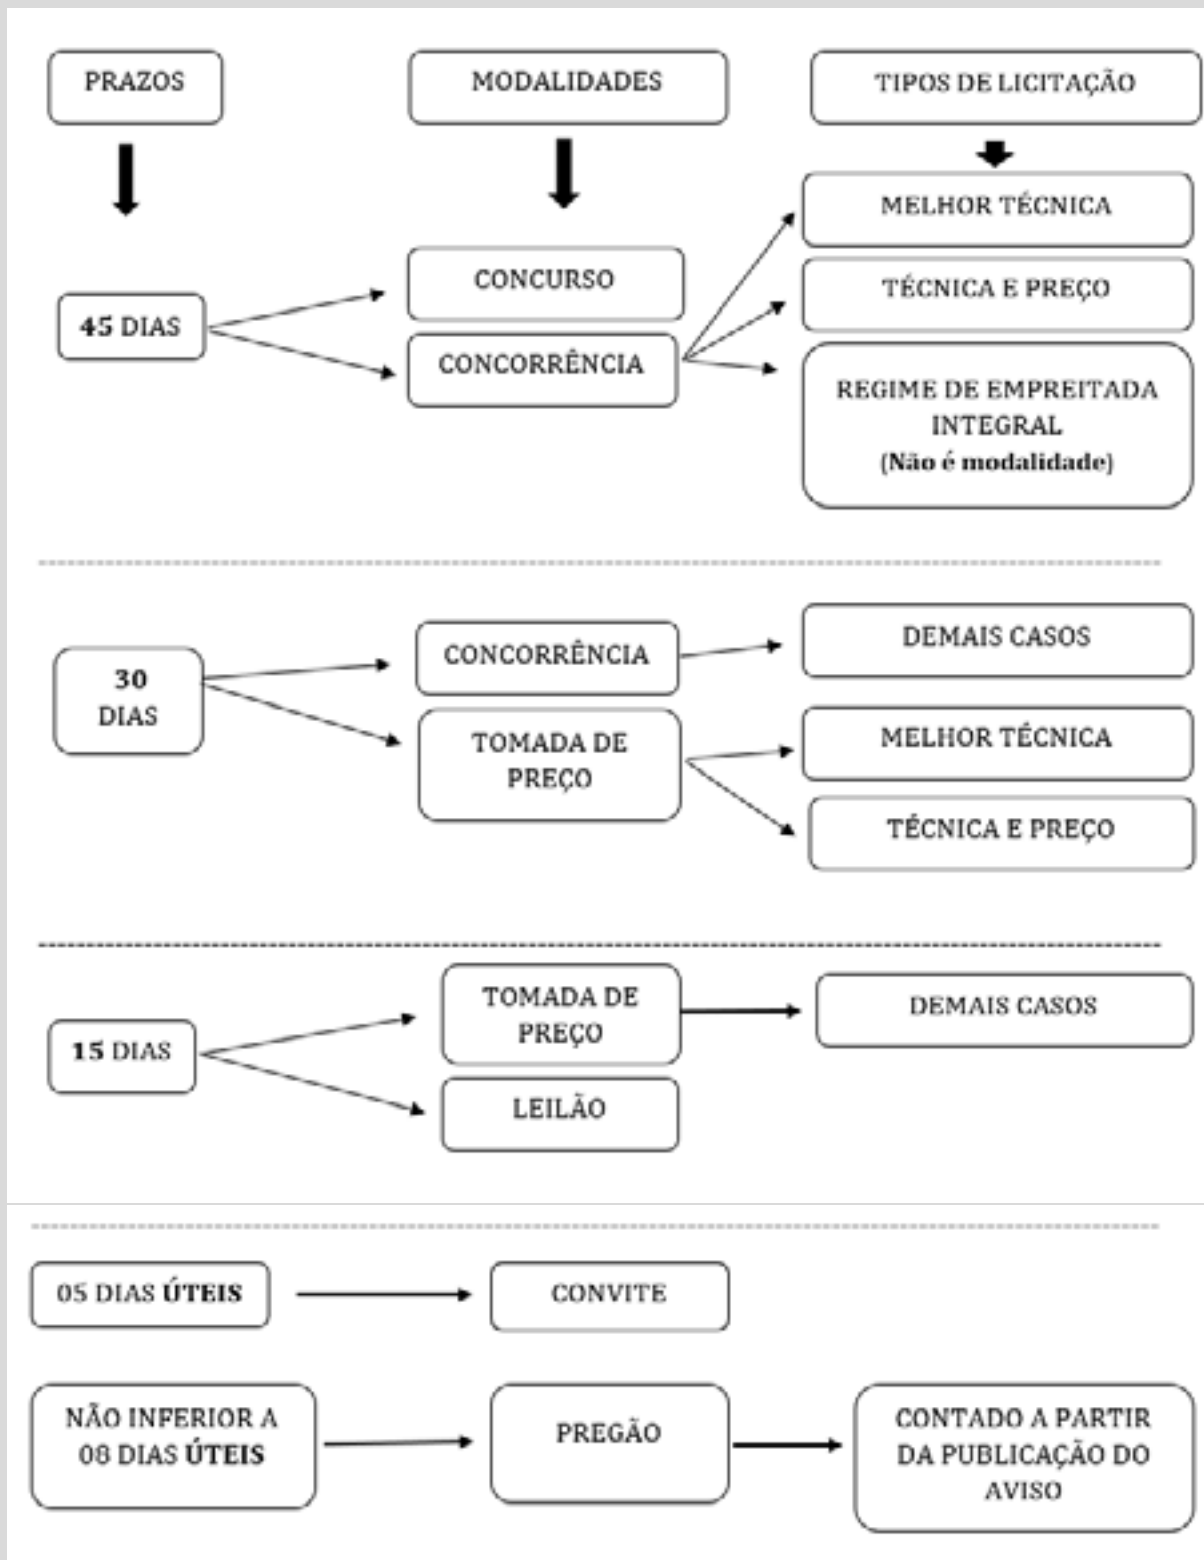 PRAZOS
MODALIDADES
TIPOS DE LICITAÇÃO
45 DIAS
CONCURSO
CONCORRÊNCIA
MELHOR TÉCNICA
TÉCNICA E PREÇO
REGIME DE EMPREITADA
INTEGRAL
(Não é modalidade)
30
DIAS
CONCORRÊNCIA
DEMAIS CASOS
TOMADA DE
PREÇO
MELHOR TÉCNICA
TÉCNICA E PREÇO
15 DIAS
TOMADA DE
PREÇO
DEMAIS CASOS
LEILÃO
05 DIAS ÚTEIS
CONVITE
NÃO INFERIOR A
08 DIAS ÚTEIS
PREGÃO
CONTADO A PARTIR
DA PUBLICAÇÃO DO
AVISO